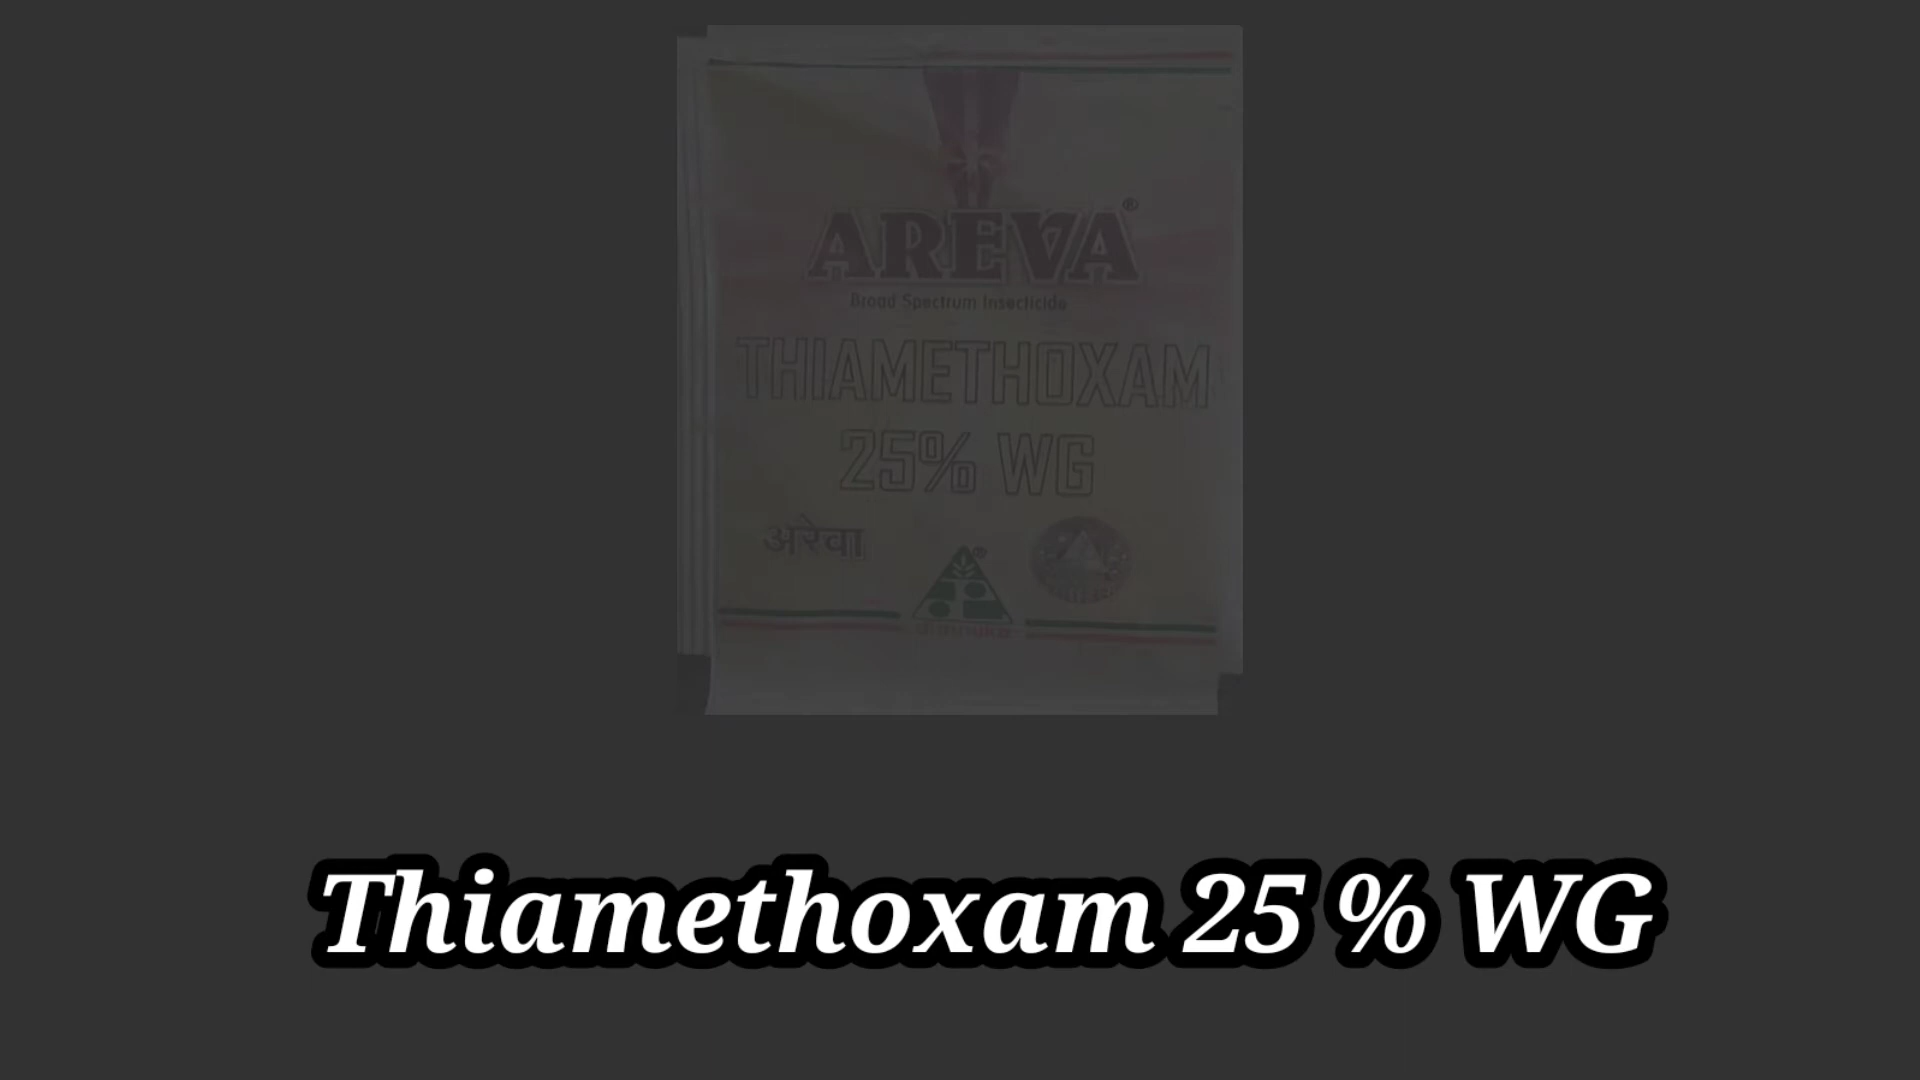 AREVA®
Broad Spectrum Insecticide
THIAMETHOXAM
25% WG
अरेवा
Thiamethoxam 25 % WG